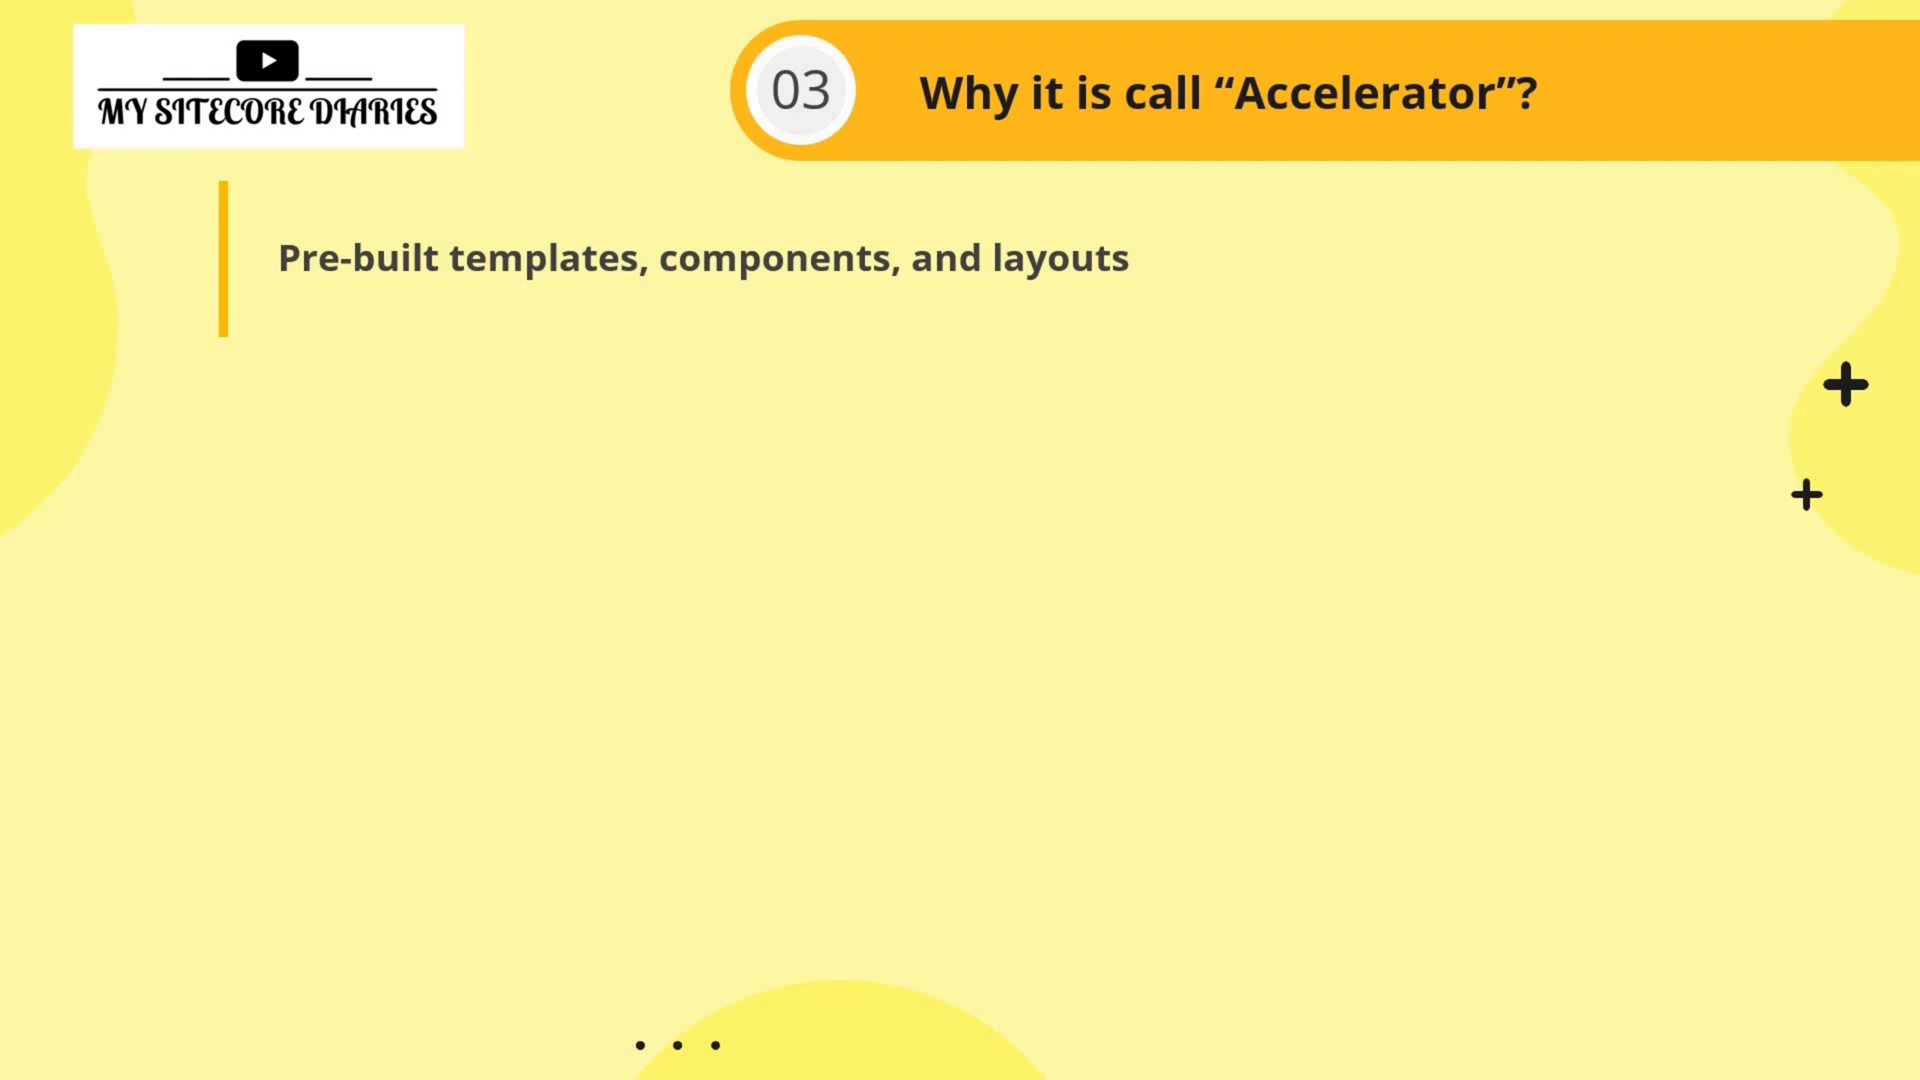 MY SITECORE DIARIES
03
Why it is call “Accelerator”?
Pre-built templates, components, and layouts